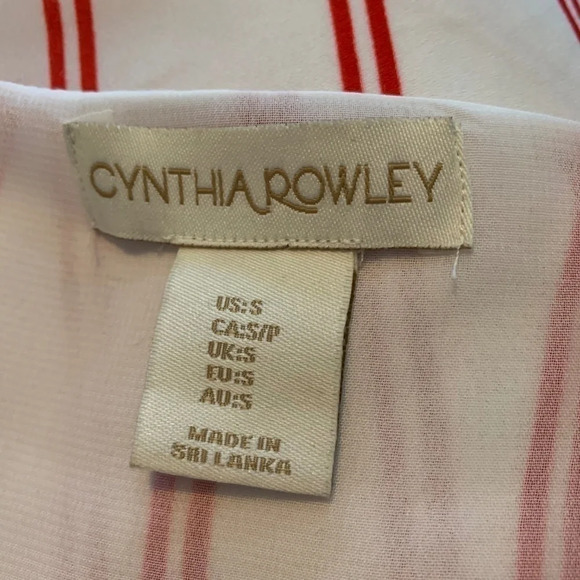 CYNTHIA ROWLEY
US:S
CA:S/P
UK:S
EU:S
AU:S
MADE IN
SRI LANKA